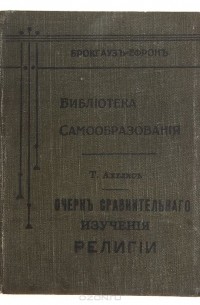 БРОКГАУЗЪ-ЕФРОНЪ
БИБЛІОТЕКА
САМООБРАЗОВАНІЯ
Т. Ахелисъ
ОЧЕРКЪ СРАВНИТЕЛЬНАГО
ИЗУЧЕНІЯ
РЕЛИГІИ